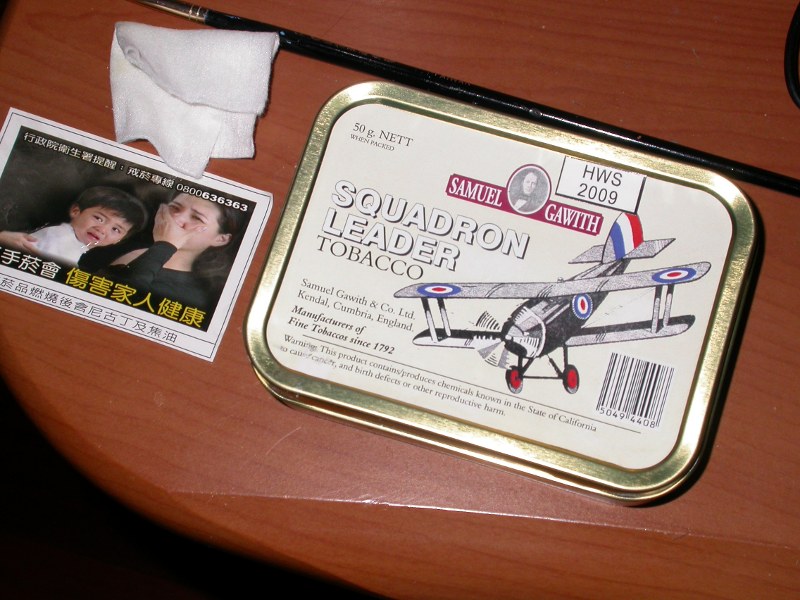 行政院衛生署提醒：戒菸專線 0800636363
手菸會 傷害家人健康
菸品燃燒後含尼古丁及焦油
50 g. NETT
WHEN PACKED
SAMUEL
GAWITH
HWS
2009
SQUADRON
LEADER
TOBACCO
Samuel Gawith & Co. Ltd.
Kendal, Cumbria, England.
Manufacturers of
Fine Tobaccos since 1792
Warning: This product contains/produces chemicals known in the State of California
to cause cancer, and birth defects or other reproductive harm.
5049 4408